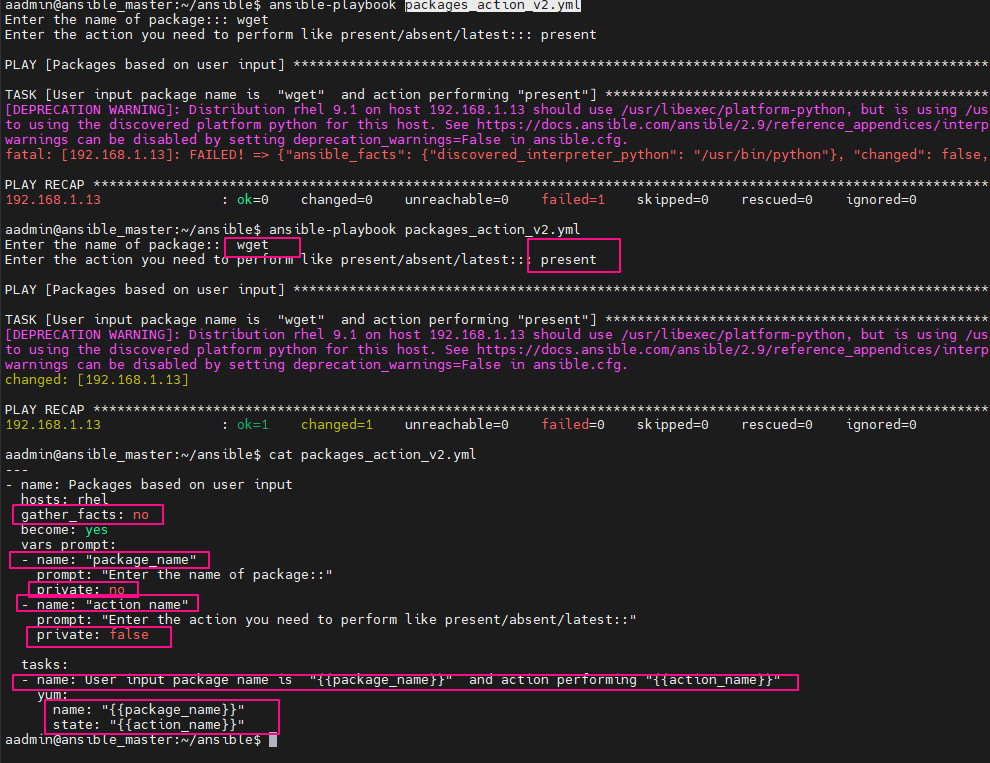 aadmin@ansible_master:~/ansible$ ansible-playbook packages_action_v2.yml
Enter the name of package::: wget
Enter the action you need to perform like present/absent/latest::: present
PLAY [Packages based on user input] ****************************************************************************************
TASK [User input package name is  "wget"  and action performing "present"] ************************************************
[DEPRECATION WARNING]: Distribution rhel 9.1 on host 192.168.1.13 should use /usr/libexec/platform-python, but is using /us
to using the discovered platform python for this host. See https://docs.ansible.com/ansible/2.9/reference_appendices/interp
warnings can be disabled by setting deprecation_warnings=False in ansible.cfg.
fatal: [192.168.1.13]: FAILED! => {"ansible_facts": {"discovered_interpreter_python": "/usr/bin/python"}, "changed": false,
PLAY RECAP ****************************************************************************************************************
192.168.1.13               : ok=0    changed=0    unreachable=0    failed=1    skipped=0    rescued=0    ignored=0
aadmin@ansible_master:~/ansible$ ansible-playbook packages_action_v2.yml
Enter the name of package::: wget
Enter the action you need to perform like present/absent/latest::: present
PLAY [Packages based on user input] ****************************************************************************************
TASK [User input package name is  "wget"  and action performing "present"] ************************************************
[DEPRECATION WARNING]: Distribution rhel 9.1 on host 192.168.1.13 should use /usr/libexec/platform-python, but is using /us
to using the discovered platform python for this host. See https://docs.ansible.com/ansible/2.9/reference_appendices/interp
warnings can be disabled by setting deprecation_warnings=False in ansible.cfg.
changed: [192.168.1.13]
PLAY RECAP ****************************************************************************************************************
192.168.1.13               : ok=1    changed=1    unreachable=0    failed=0    skipped=0    rescued=0    ignored=0
aadmin@ansible_master:~/ansible$ cat packages_action_v2.yml
---
- name: Packages based on user input
  hosts: rhel
  gather_facts: no
  become: yes
  vars_prompt:
  - name: "package_name"
    prompt: "Enter the name of package::"
    private: no
  - name: "action_name"
    prompt: "Enter the action you need to perform like present/absent/latest::"
    private: false
  tasks:
  - name: User input package name is  "{{package_name}}"  and action performing "{{action_name}}"
    yum:
      name: "{{package_name}}"
      state: "{{action_name}}"
aadmin@ansible_master:~/ansible$